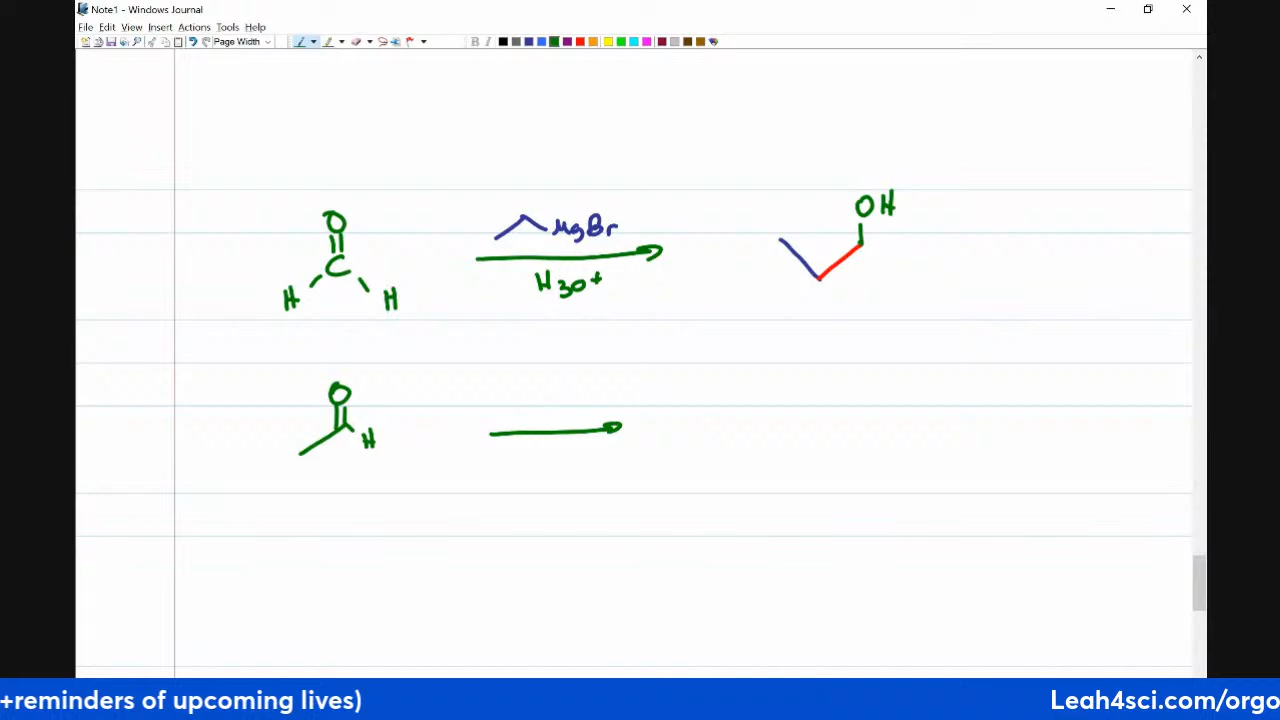 Note1 - Windows Journal
File Edit View Insert Actions Tools Help
Page Width
B I
O
C
H H
MgBr
H3O+
OH
O
H
+reminders of upcoming lives)
Leah4sci.com/orgo